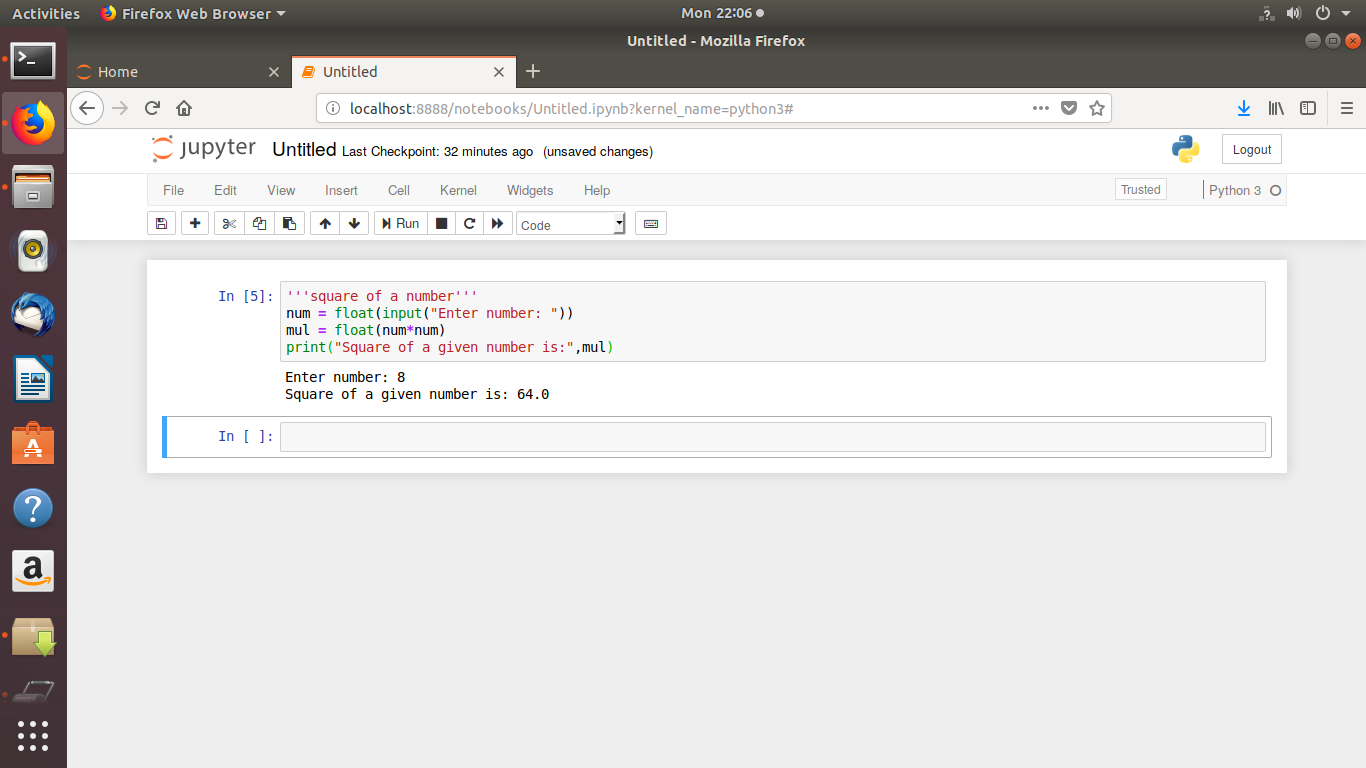 Activities Firefox Web Browser Mon 22:06
Untitled - Mozilla Firefox
Home Untitled
localhost:8888/notebooks/Untitled.ipynb?kernel_name=python3#
jupyter Untitled Last Checkpoint: 32 minutes ago (unsaved changes) Logout
File Edit View Insert Cell Kernel Widgets Help Trusted Python 3
Run Code
In [5]: '''square of a number'''
num = float(input("Enter number: "))
mul = float(num*num)
print("Square of a given number is:",mul)
Enter number: 8
Square of a given number is: 64.0
In [ ]: